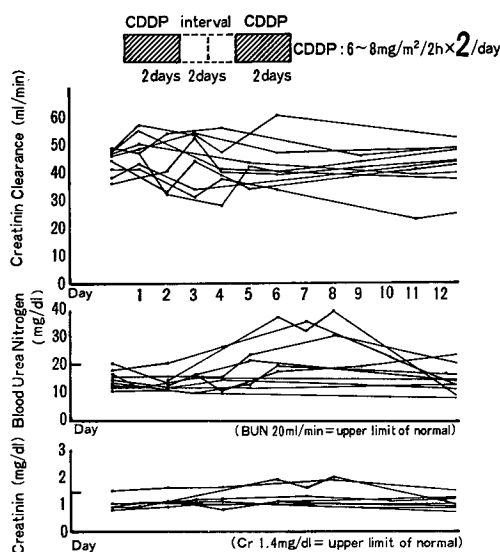 CDDP interval CDDP
CDDP : 6~8mg/m²/2h×2/day
2days 2days 2days
Creatinin Clearance (ml/min)
60
50
40
30
20
10
0
Day 1 2 3 4 5 6 7 8 9 10 11 12
Blood Urea Nitrogen (mg/dl)
40
30
20
10
0
Day (BUN 20ml/min = upper limit of normal)
Creatinin (mg/dl)
3
2
1
0
Day (Cr 1.4mg/dl = upper limit of normal)